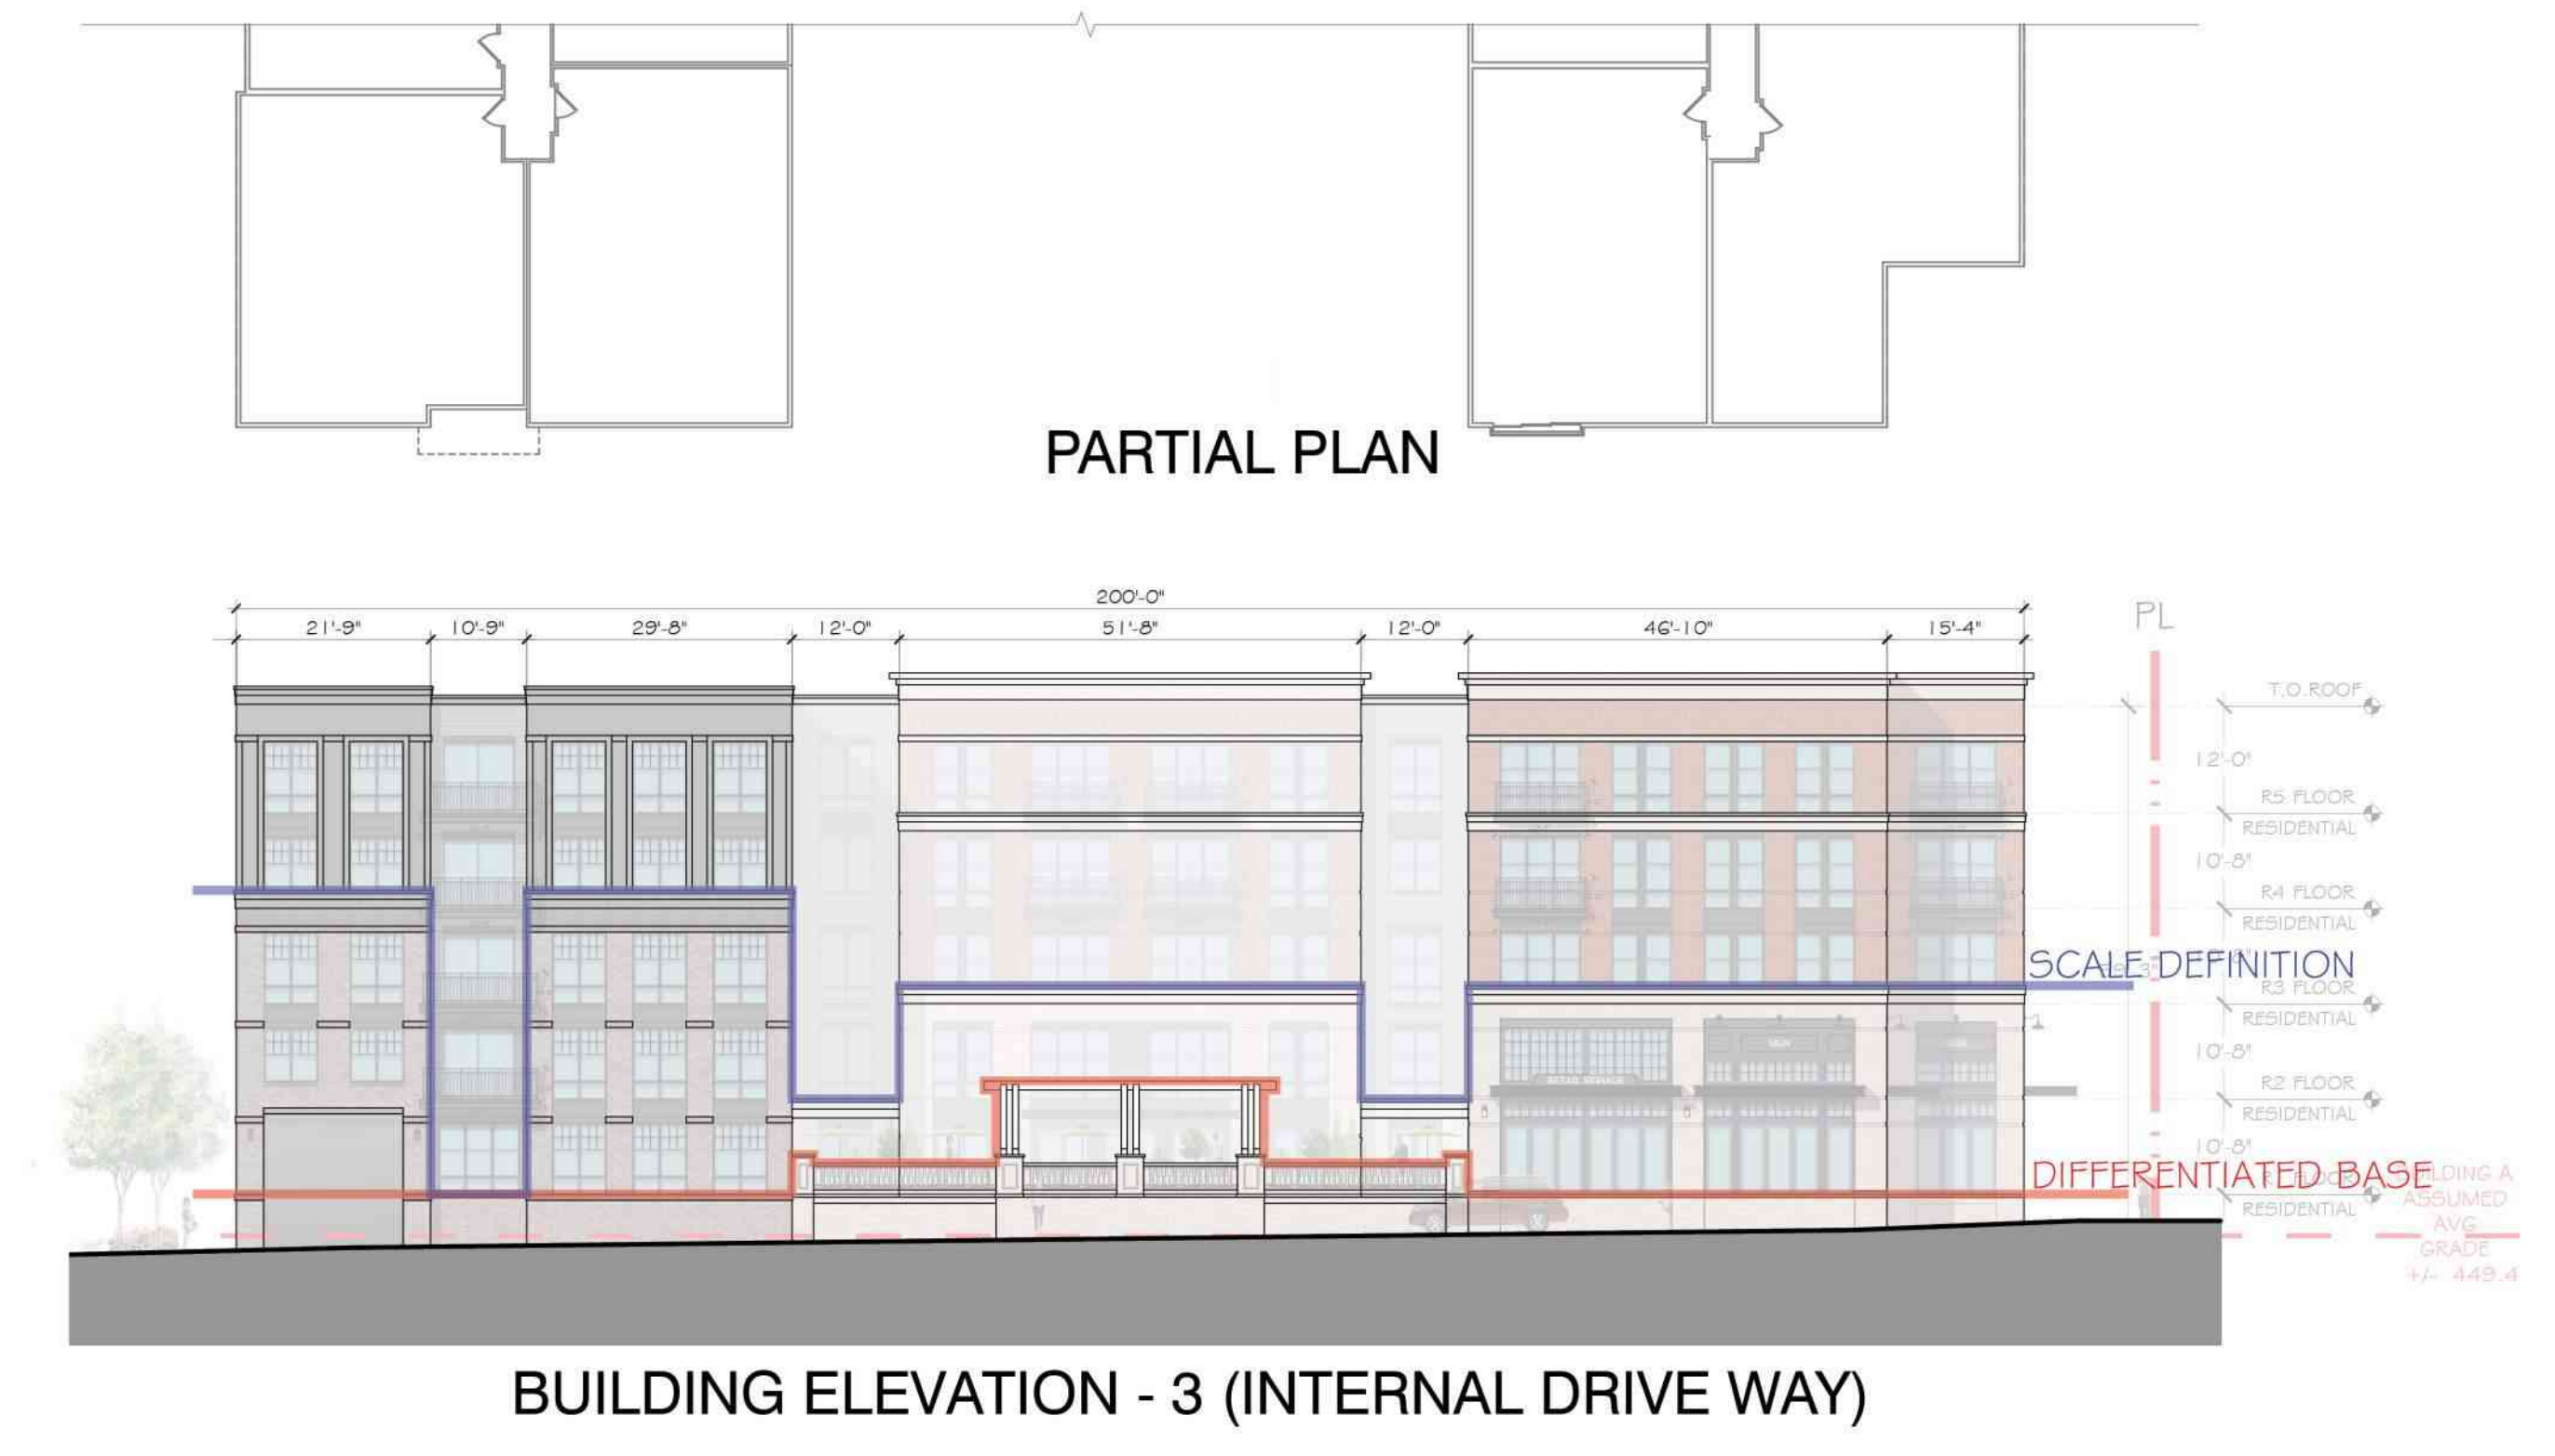 PARTIAL PLAN
200'-0"
21'-9" 10'-9" 29'-8" 12'-0" 51'-8" 12'-0" 46'-10" 15'-4"
PL
T.O.ROOF
12'-0"
R5 FLOOR
RESIDENTIAL
10'-8"
R4 FLOOR
RESIDENTIAL
SCALE DEFINITION
R3 FLOOR
RESIDENTIAL
10'-8"
SIGN
RETAIL SIGNAGE
R2 FLOOR
RESIDENTIAL
10'-8"
DIFFERENTIATED BASE
RESIDENTIAL
ASSUMED
AVG
GRADE
+/- 449.4
BUILDING ELEVATION - 3 (INTERNAL DRIVE WAY)